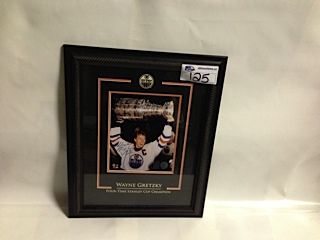 125
WAYNE GRETZKY
FOUR TIME STANLEY CUP CHAMPION